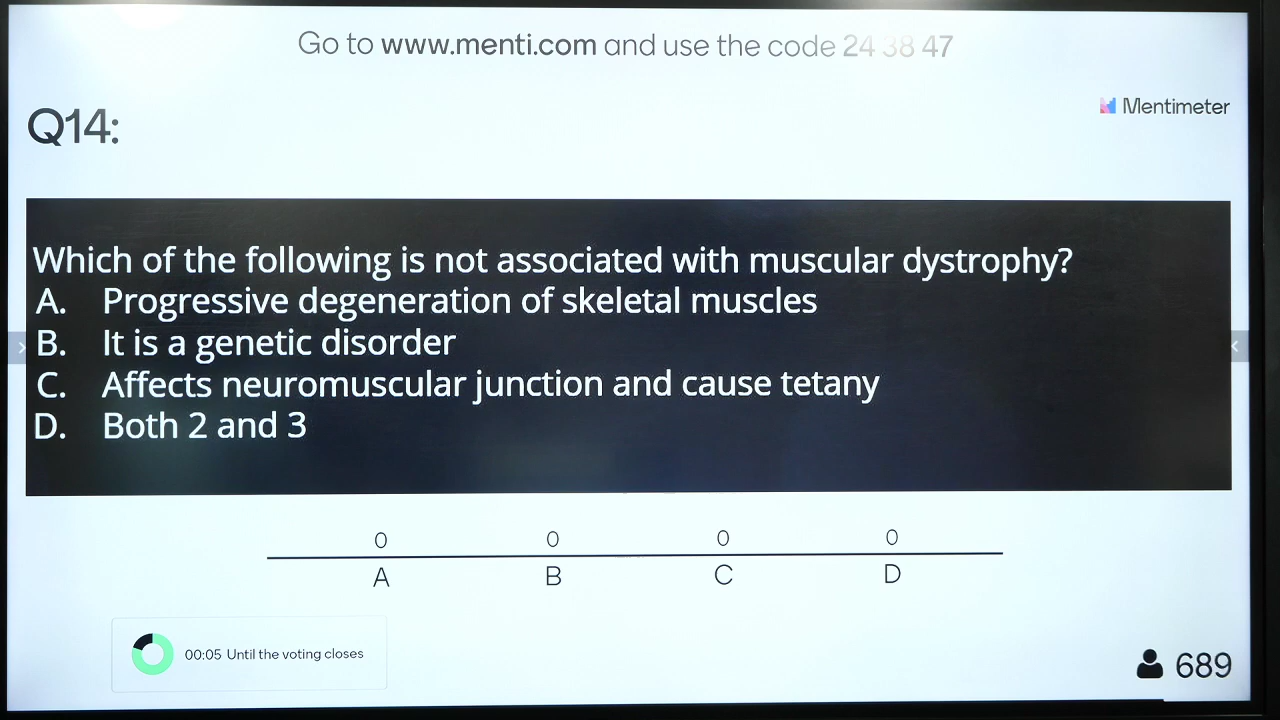 Go to www.menti.com and use the code 24 38 47
Mentimeter
Q14:
Which of the following is not associated with muscular dystrophy?
A. Progressive degeneration of skeletal muscles
B. It is a genetic disorder
C. Affects neuromuscular junction and cause tetany
D. Both 2 and 3
0 0 0 0
A B C D
00:05 Until the voting closes
689